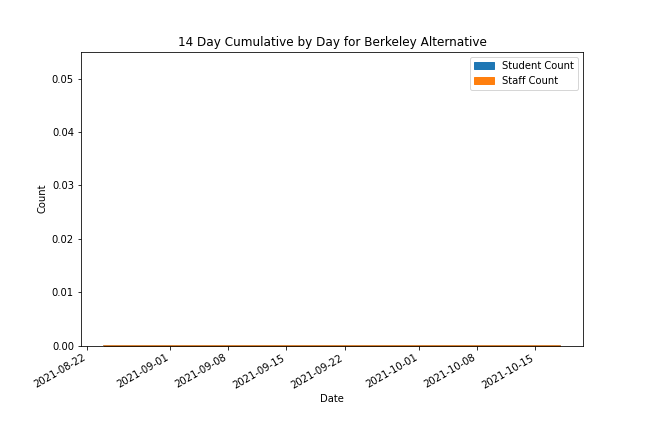 14 Day Cumulative by Day for Berkeley Alternative
Student Count
Staff Count
0.05
0.04
0.03
0.02
0.01
0.00
Count
2021-08-22
2021-09-01
2021-09-08
2021-09-15
2021-09-22
2021-10-01
2021-10-08
2021-10-15
Date